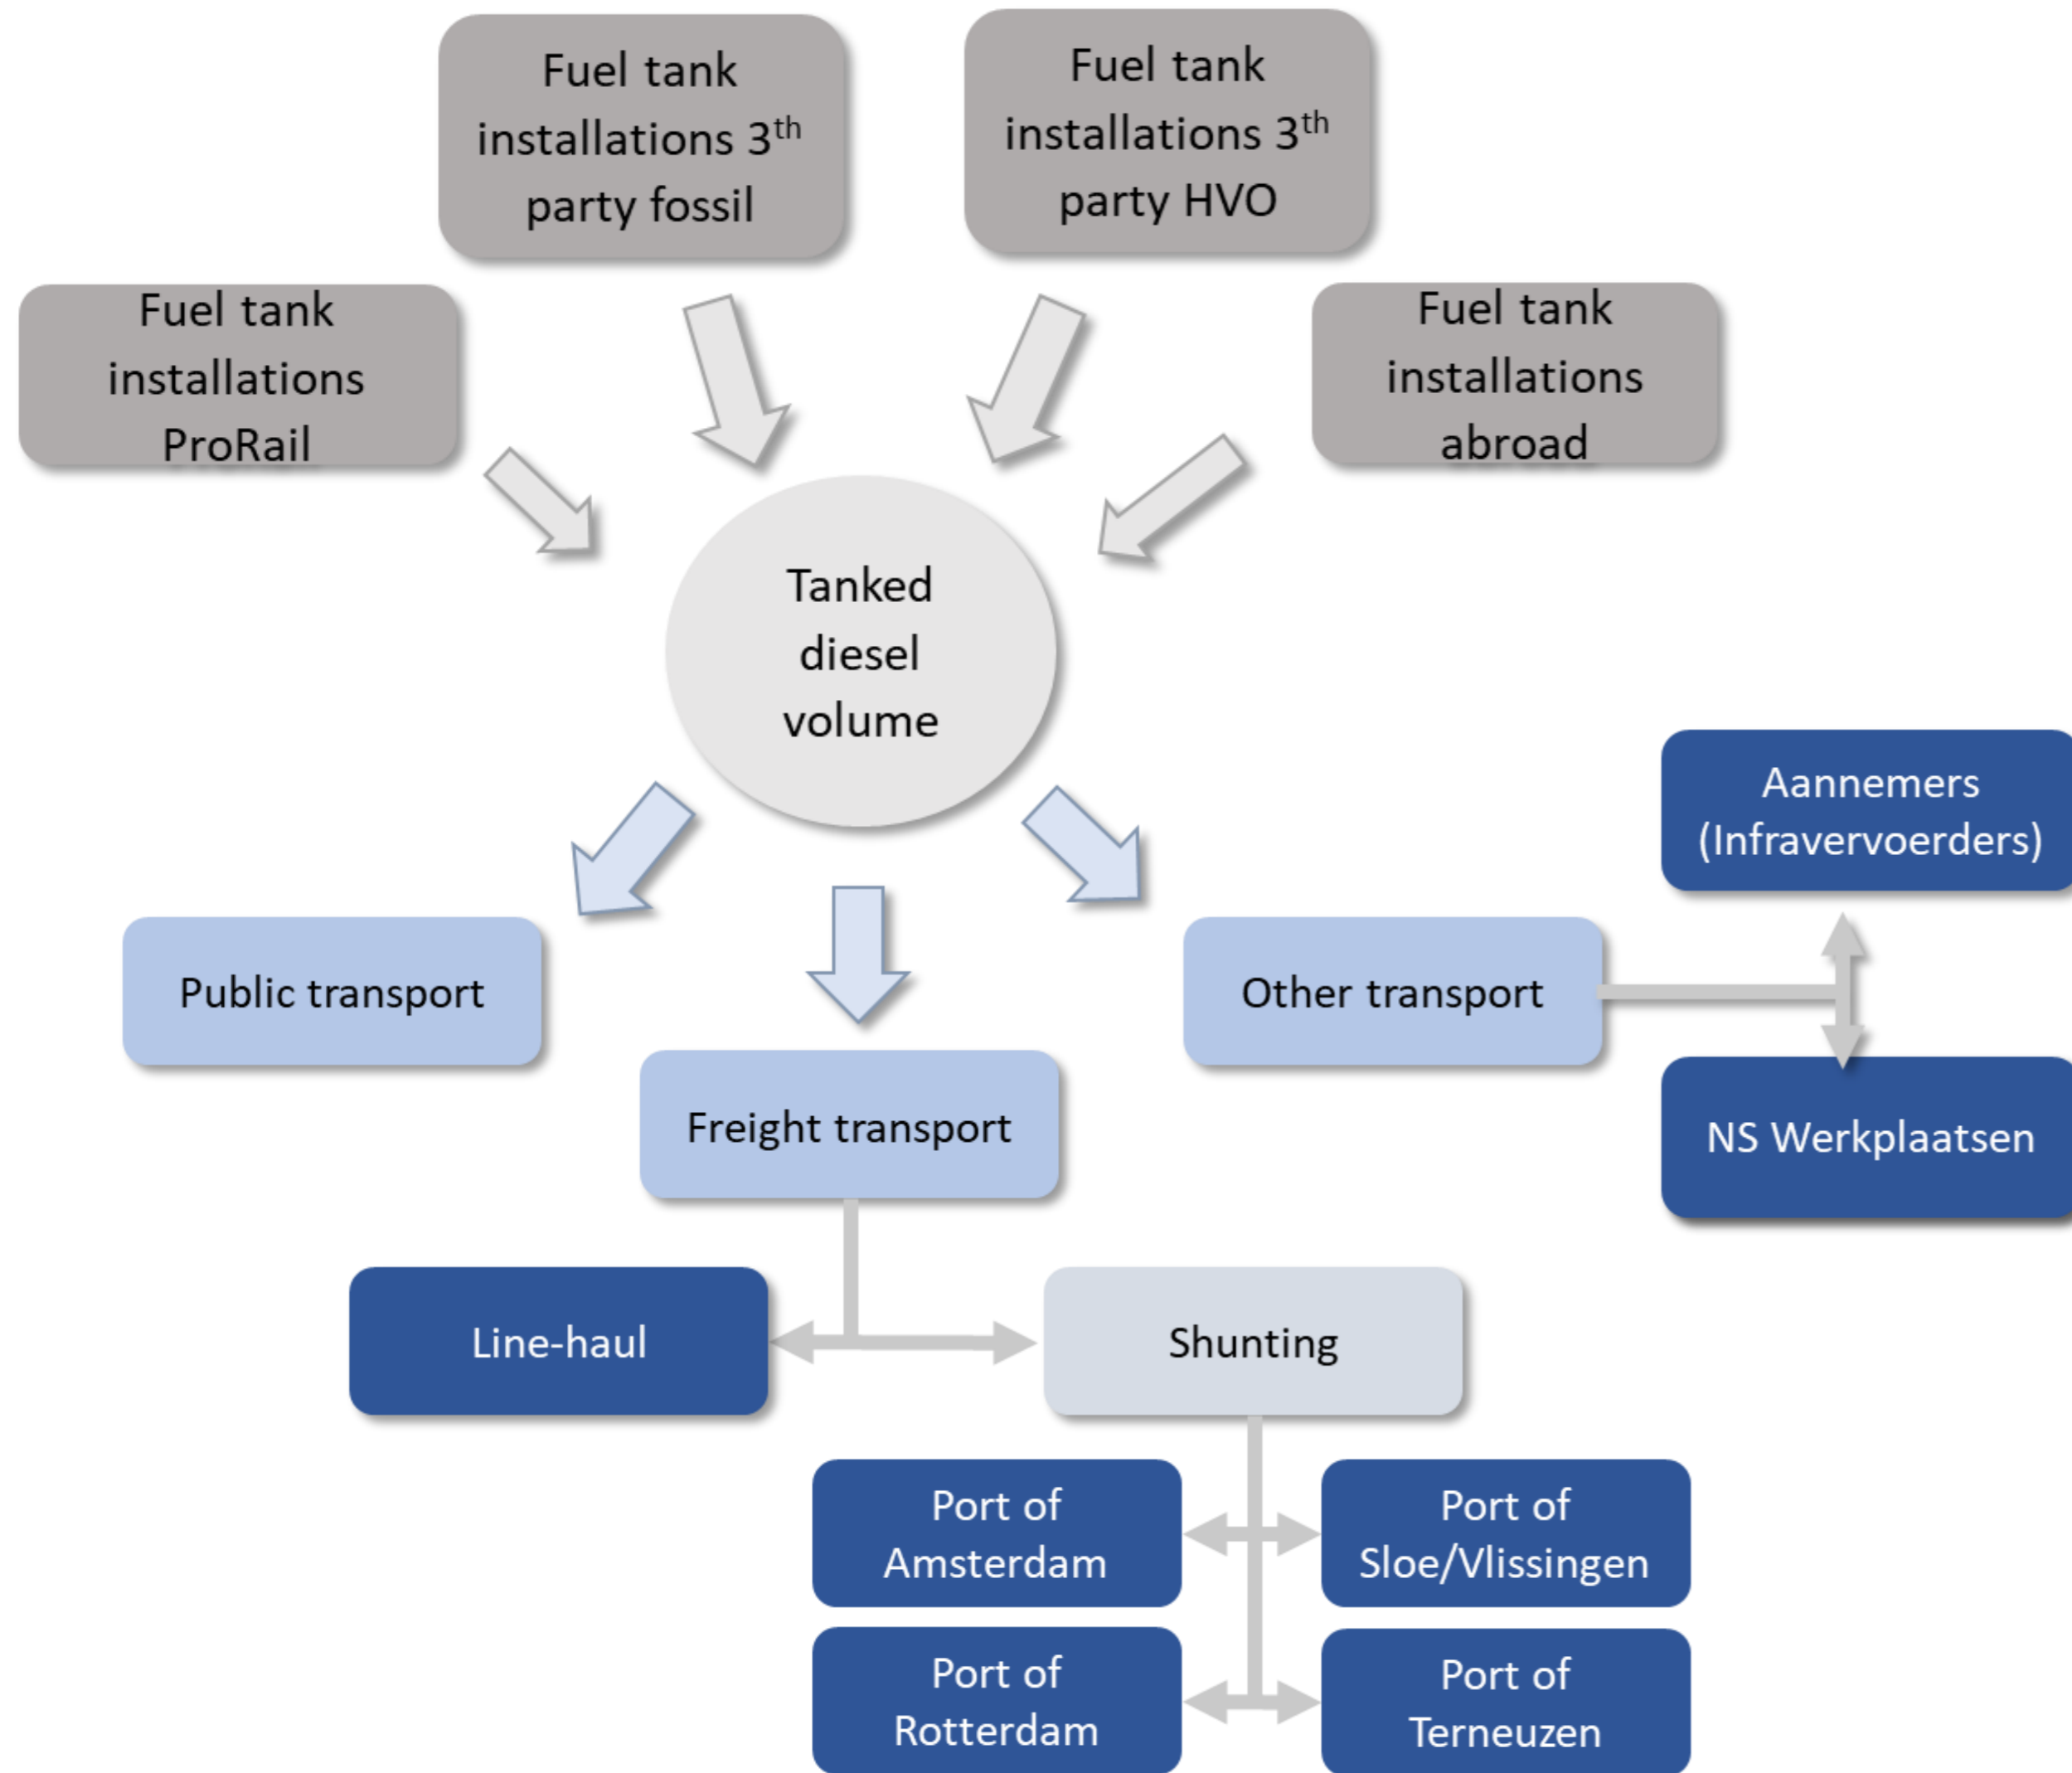 Fuel tank
installations 3th
party fossil
Fuel tank
installations 3th
party HVO
Fuel tank
installations
ProRail
Fuel tank
installations
abroad
Tanked
diesel
volume
Aannemers
(Infravervoerders)
Public transport
Other transport
Freight transport
NS Werkplaatsen
Line-haul
Shunting
Port of
Amsterdam
Port of
Sloe/Vlissingen
Port of
Rotterdam
Port of
Terneuzen